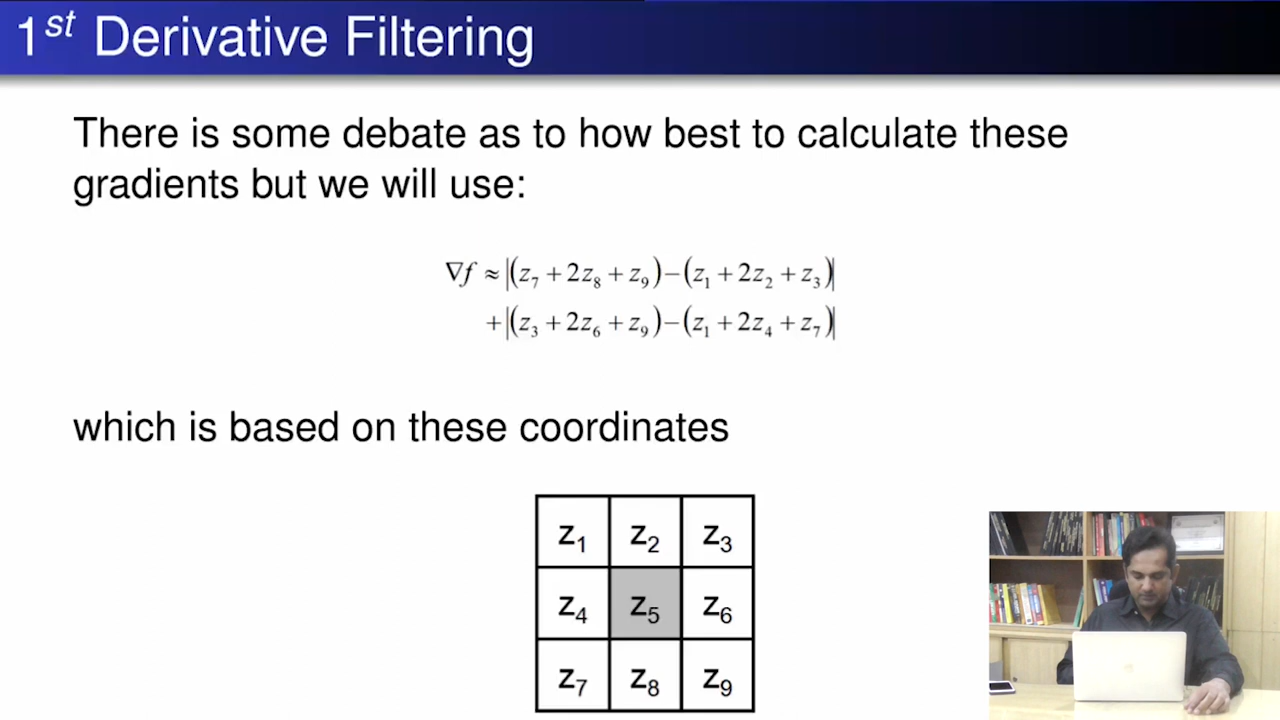 1st Derivative Filtering
There is some debate as to how best to calculate these
gradients but we will use:
∇f ≈ |(z₇ + 2z₈ + z₉) − (z₁ + 2z₂ + z₃)|
+ |(z₃ + 2z₆ + z₉) − (z₁ + 2z₄ + z₇)|
which is based on these coordinates
z₁ z₂ z₃
z₄ z₅ z₆
z₇ z₈ z₉